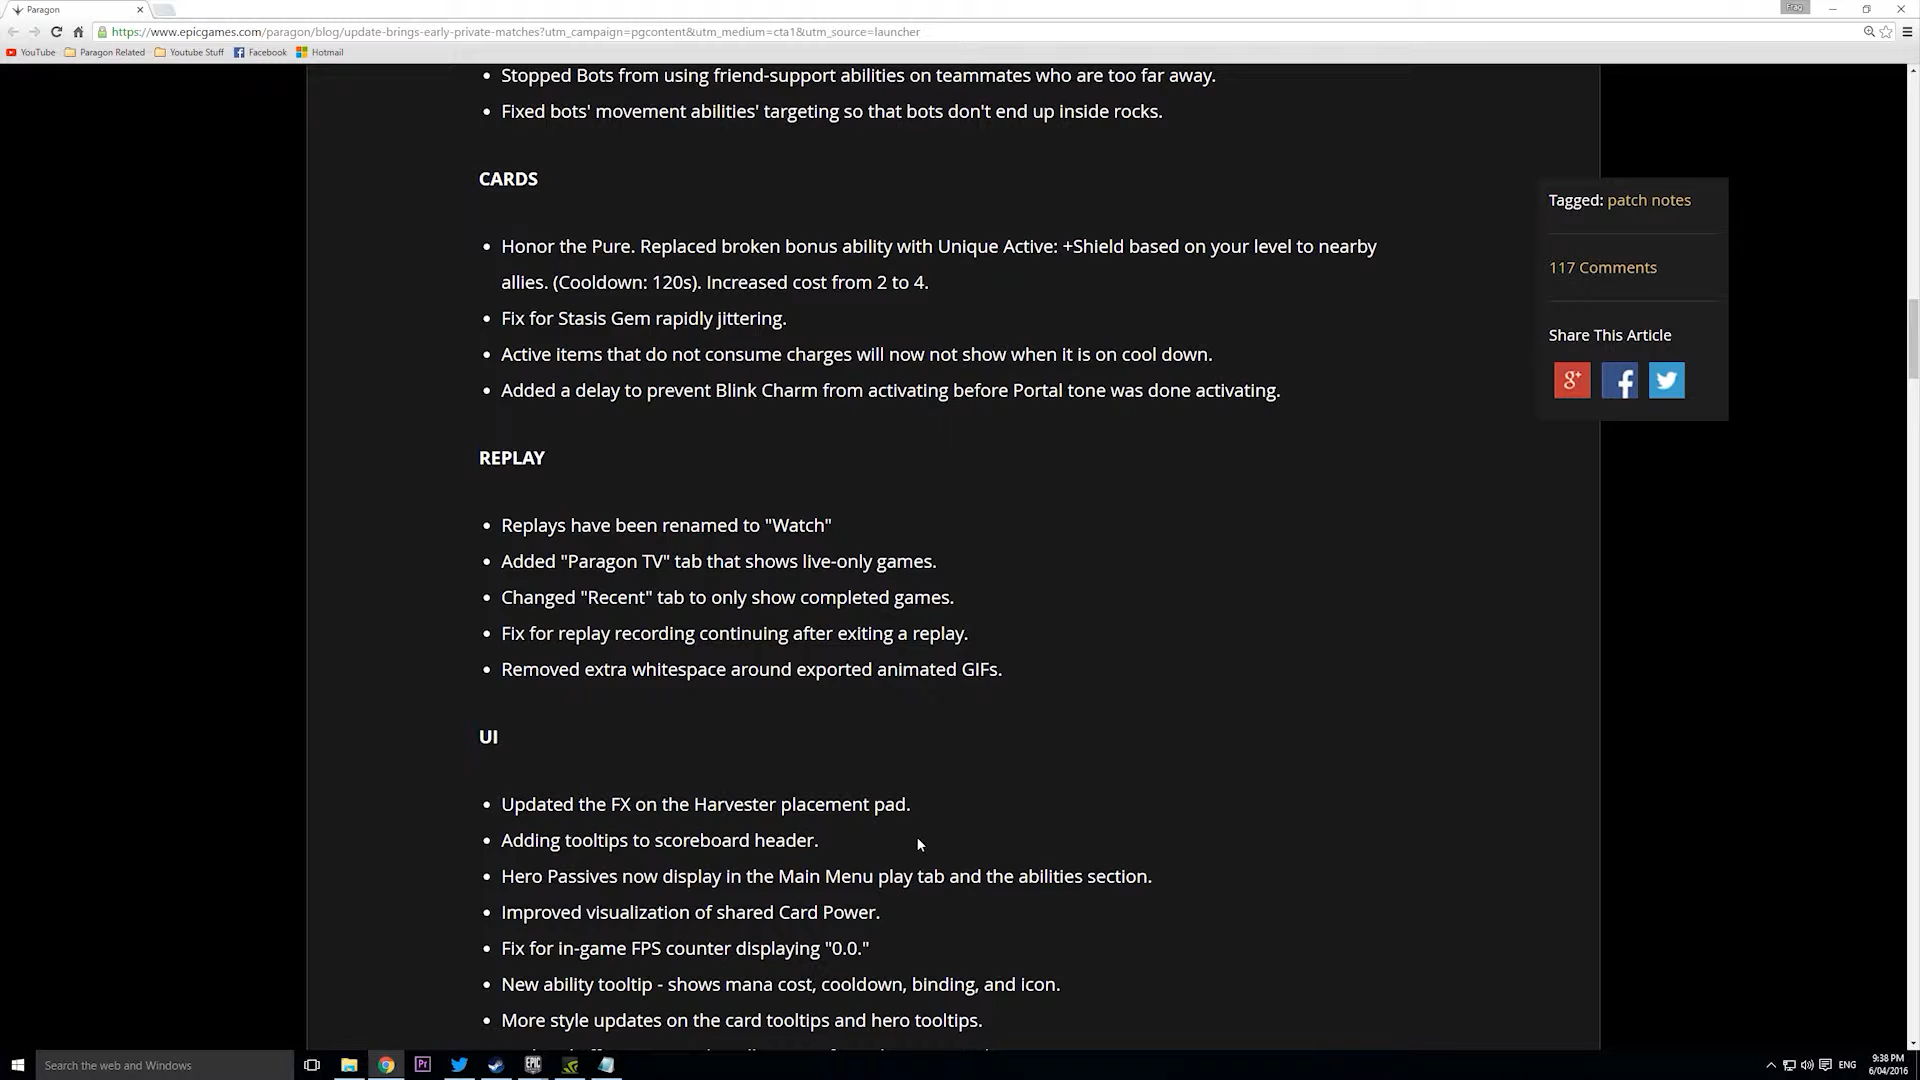 Paragon
Frag
https://www.epicgames.com/paragon/blog/update-brings-early-private-matches?utm_campaign=pgcontent&utm_medium=cta1&utm_source=launcher
YouTube Paragon Related Youtube Stuff Facebook Hotmail
• Stopped Bots from using friend-support abilities on teammates who are too far away.
• Fixed bots' movement abilities' targeting so that bots don't end up inside rocks.
CARDS
• Honor the Pure. Replaced broken bonus ability with Unique Active: +Shield based on your level to nearby
allies. (Cooldown: 120s). Increased cost from 2 to 4.
• Fix for Stasis Gem rapidly jittering.
• Active items that do not consume charges will now not show when it is on cool down.
• Added a delay to prevent Blink Charm from activating before Portal tone was done activating.
REPLAY
• Replays have been renamed to "Watch"
• Added "Paragon TV" tab that shows live-only games.
• Changed "Recent" tab to only show completed games.
• Fix for replay recording continuing after exiting a replay.
• Removed extra whitespace around exported animated GIFs.
UI
• Updated the FX on the Harvester placement pad.
• Adding tooltips to scoreboard header.
• Hero Passives now display in the Main Menu play tab and the abilities section.
• Improved visualization of shared Card Power.
• Fix for in-game FPS counter displaying "0.0."
• New ability tooltip - shows mana cost, cooldown, binding, and icon.
• More style updates on the card tooltips and hero tooltips.
Tagged: patch notes
117 Comments
Share This Article
g+
f
Search the web and Windows
Pr
EPIC
GAMES
ENG
9:38 PM
6/04/2016